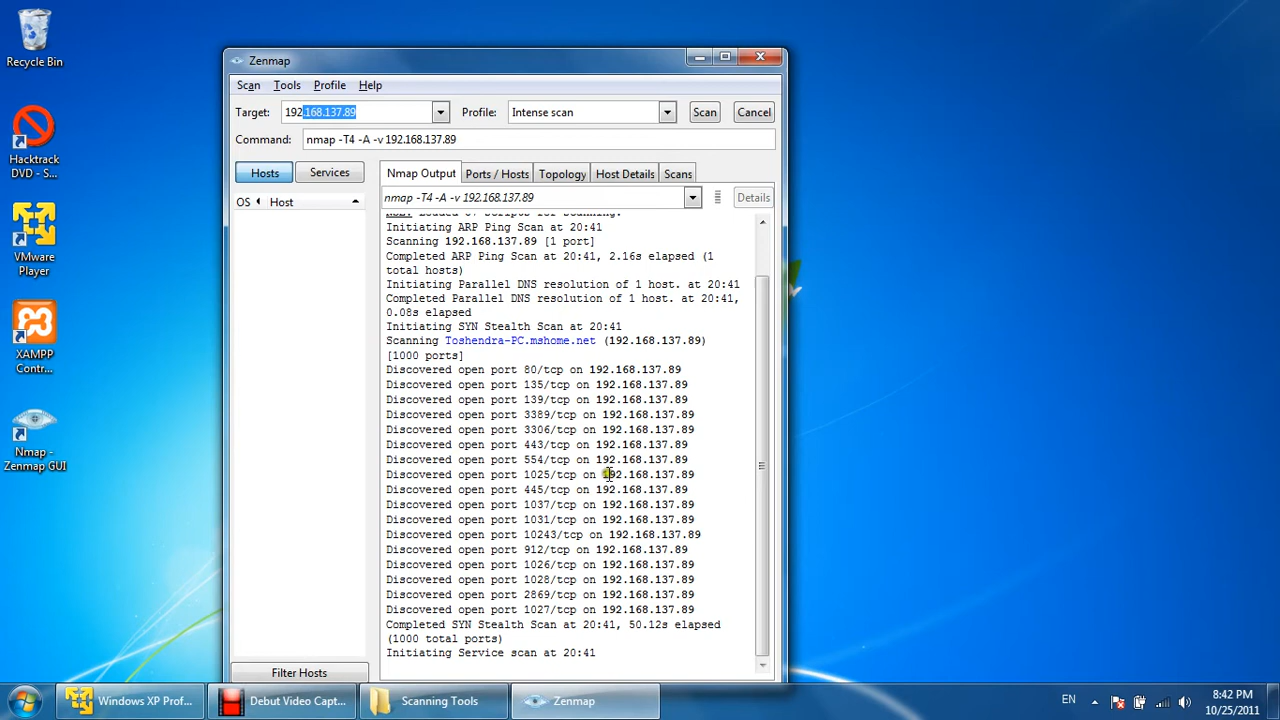 Recycle Bin
Hacktrack
DVD - S...
VMware
Player
XAMPP
Contr...
Nmap -
Zenmap GUI
Zenmap
Scan Tools Profile Help
Target: 192.168.137.89 Profile: Intense scan Scan Cancel
Command: nmap -T4 -A -v 192.168.137.89
Hosts Services
OS Host
Filter Hosts
Nmap Output Ports / Hosts Topology Host Details Scans
nmap -T4 -A -v 192.168.137.89 Details
Initiating ARP Ping Scan at 20:41
Scanning 192.168.137.89 [1 port]
Completed ARP Ping Scan at 20:41, 2.16s elapsed (1
total hosts)
Initiating Parallel DNS resolution of 1 host. at 20:41
Completed Parallel DNS resolution of 1 host. at 20:41,
0.08s elapsed
Initiating SYN Stealth Scan at 20:41
Scanning Toshendra-PC.mshome.net (192.168.137.89)
[1000 ports]
Discovered open port 80/tcp on 192.168.137.89
Discovered open port 135/tcp on 192.168.137.89
Discovered open port 139/tcp on 192.168.137.89
Discovered open port 3389/tcp on 192.168.137.89
Discovered open port 3306/tcp on 192.168.137.89
Discovered open port 443/tcp on 192.168.137.89
Discovered open port 554/tcp on 192.168.137.89
Discovered open port 1025/tcp on 192.168.137.89
Discovered open port 445/tcp on 192.168.137.89
Discovered open port 1037/tcp on 192.168.137.89
Discovered open port 1031/tcp on 192.168.137.89
Discovered open port 10243/tcp on 192.168.137.89
Discovered open port 912/tcp on 192.168.137.89
Discovered open port 1026/tcp on 192.168.137.89
Discovered open port 1028/tcp on 192.168.137.89
Discovered open port 2869/tcp on 192.168.137.89
Discovered open port 1027/tcp on 192.168.137.89
Completed SYN Stealth Scan at 20:41, 50.12s elapsed
(1000 total ports)
Initiating Service scan at 20:41
Windows XP Prof... Debut Video Capt... Scanning Tools Zenmap
EN
8:42 PM
10/25/2011